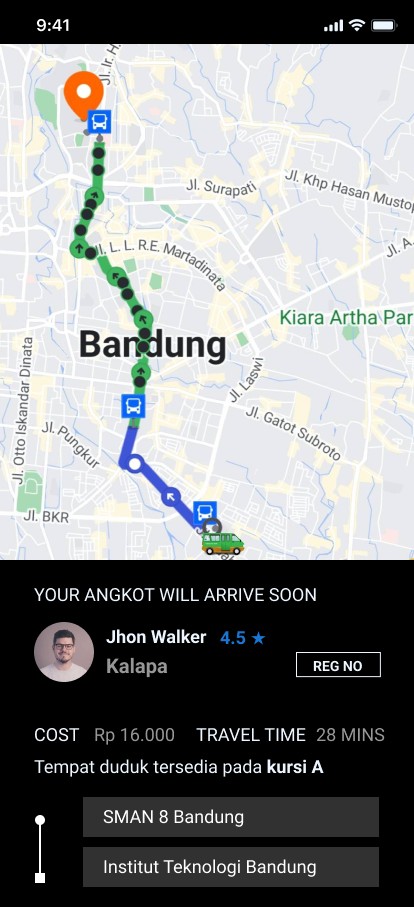 9:41
Jl. Ir. H.
Jl. Surapati
Jl. Khp Hasan Mustop
Jl. A.
Jl. L. L. R.E. Martadinata
Kiara Artha Par
Bandung
Jl. Otto Iskandar Dinata
Jl. Laswi
Jl. Gatot Subroto
Jl. Pungkur
Jl. BKR
YOUR ANGKOT WILL ARRIVE SOON
Jhon Walker 4.5 ★
Kalapa
REG NO
COST Rp 16.000 TRAVEL TIME 28 MINS
Tempat duduk tersedia pada kursi A
SMAN 8 Bandung
Institut Teknologi Bandung